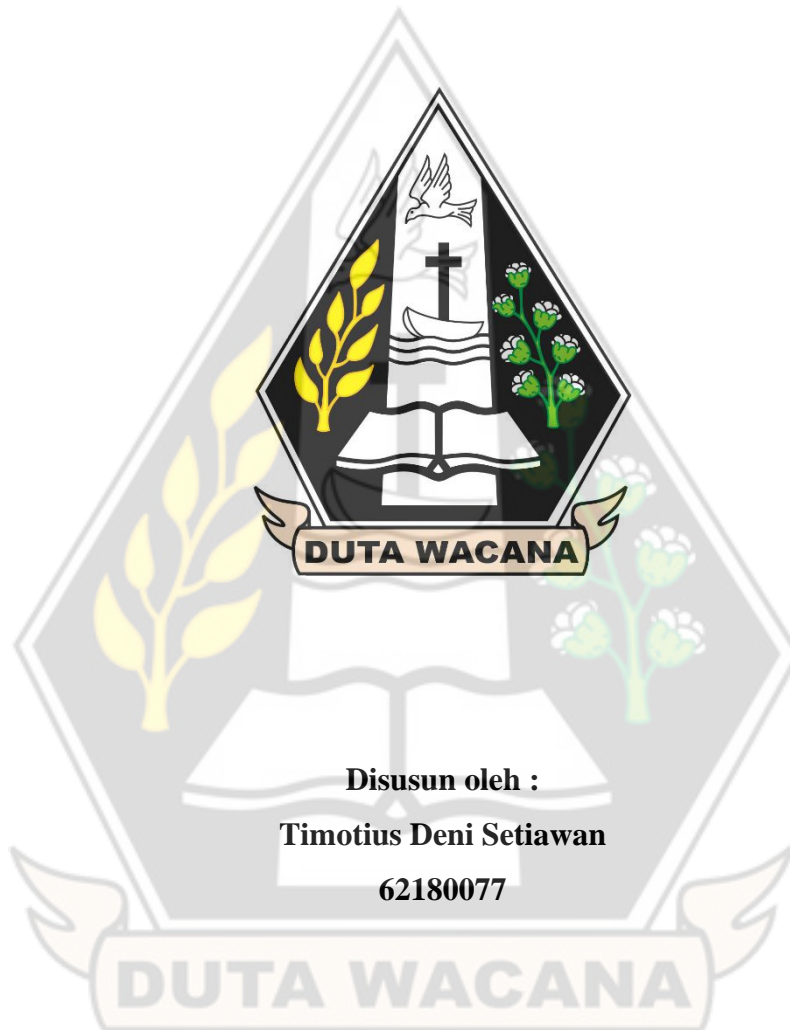 DUTA WACANA
Disusun oleh :
Timotius Deni Setiawan
62180077
DUTA WACANA